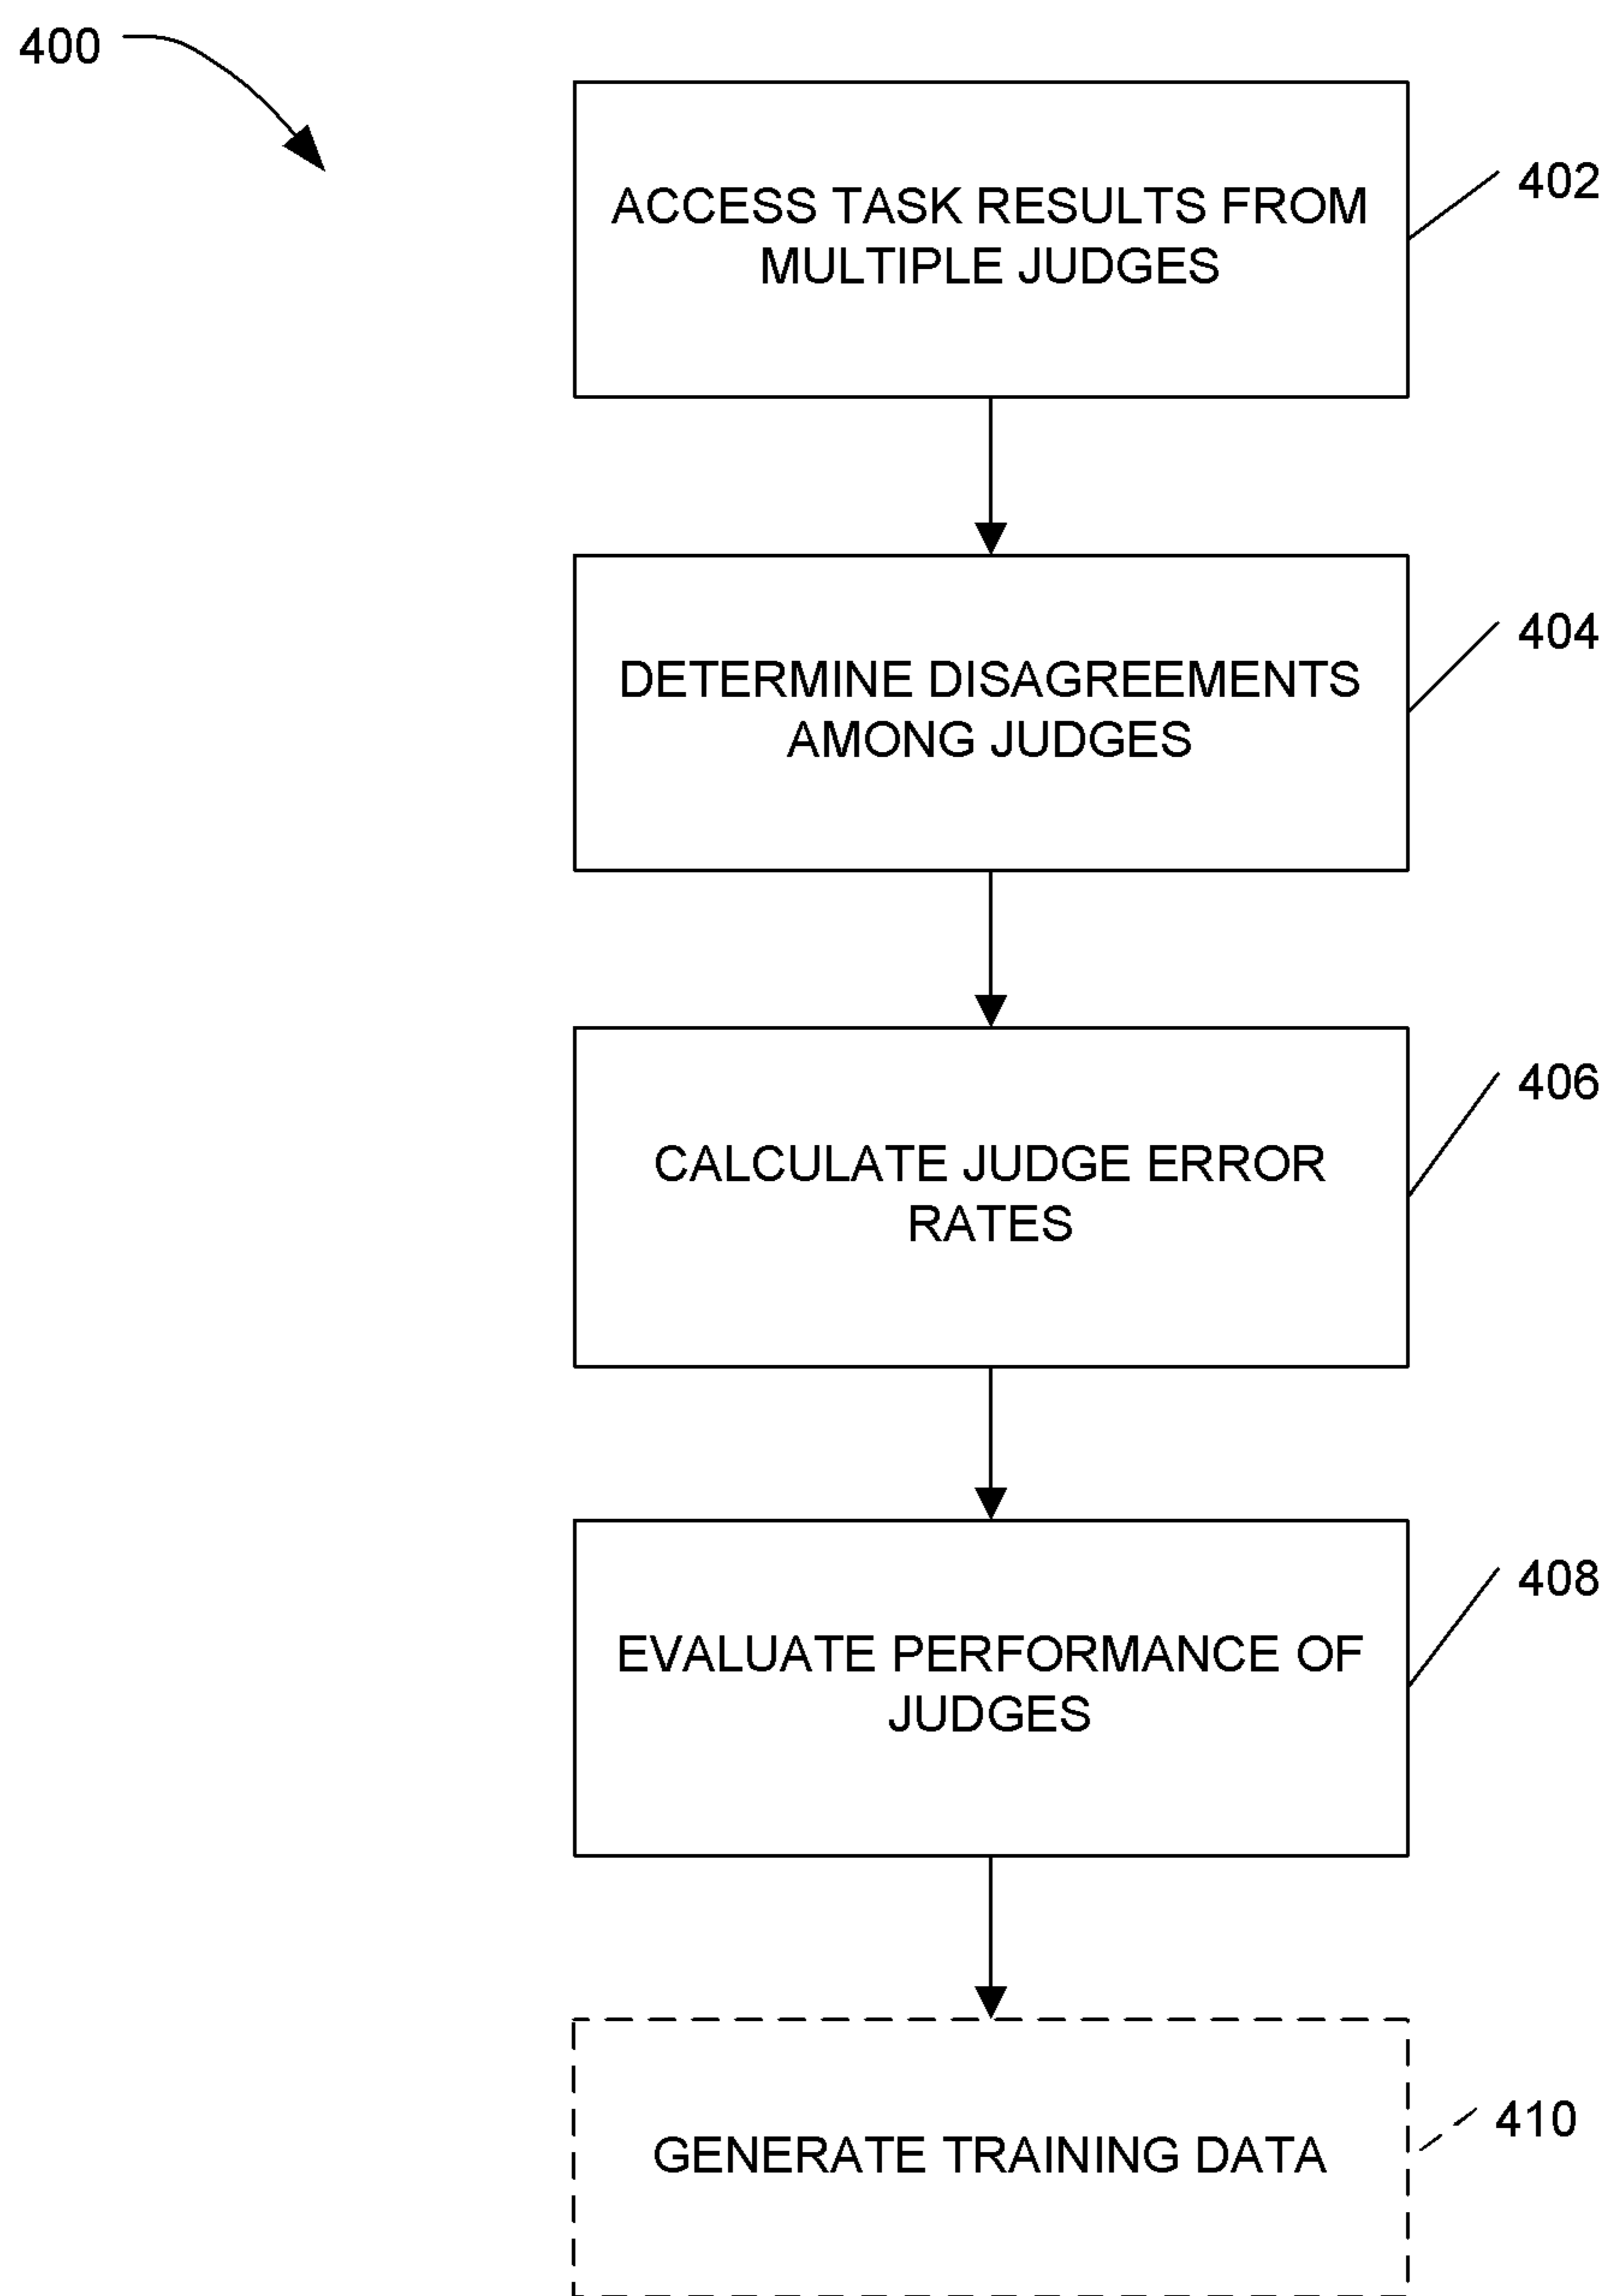 400
ACCESS TASK RESULTS FROM
MULTIPLE JUDGES
402
DETERMINE DISAGREEMENTS
AMONG JUDGES
404
CALCULATE JUDGE ERROR
RATES
406
EVALUATE PERFORMANCE OF
JUDGES
408
GENERATE TRAINING DATA
410